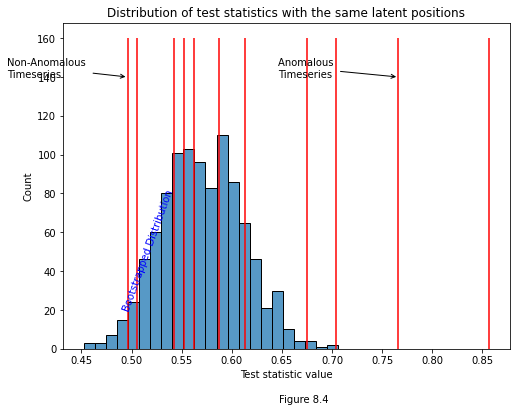 Distribution of test statistics with the same latent positions
160
140
120
100
80
60
40
20
0
Count
Non-Anomalous
Timeseries
Anomalous
Timeseries
Bootstrapped Distribution
0.45 0.50 0.55 0.60 0.65 0.70 0.75 0.80 0.85
Test statistic value
Figure 8.4